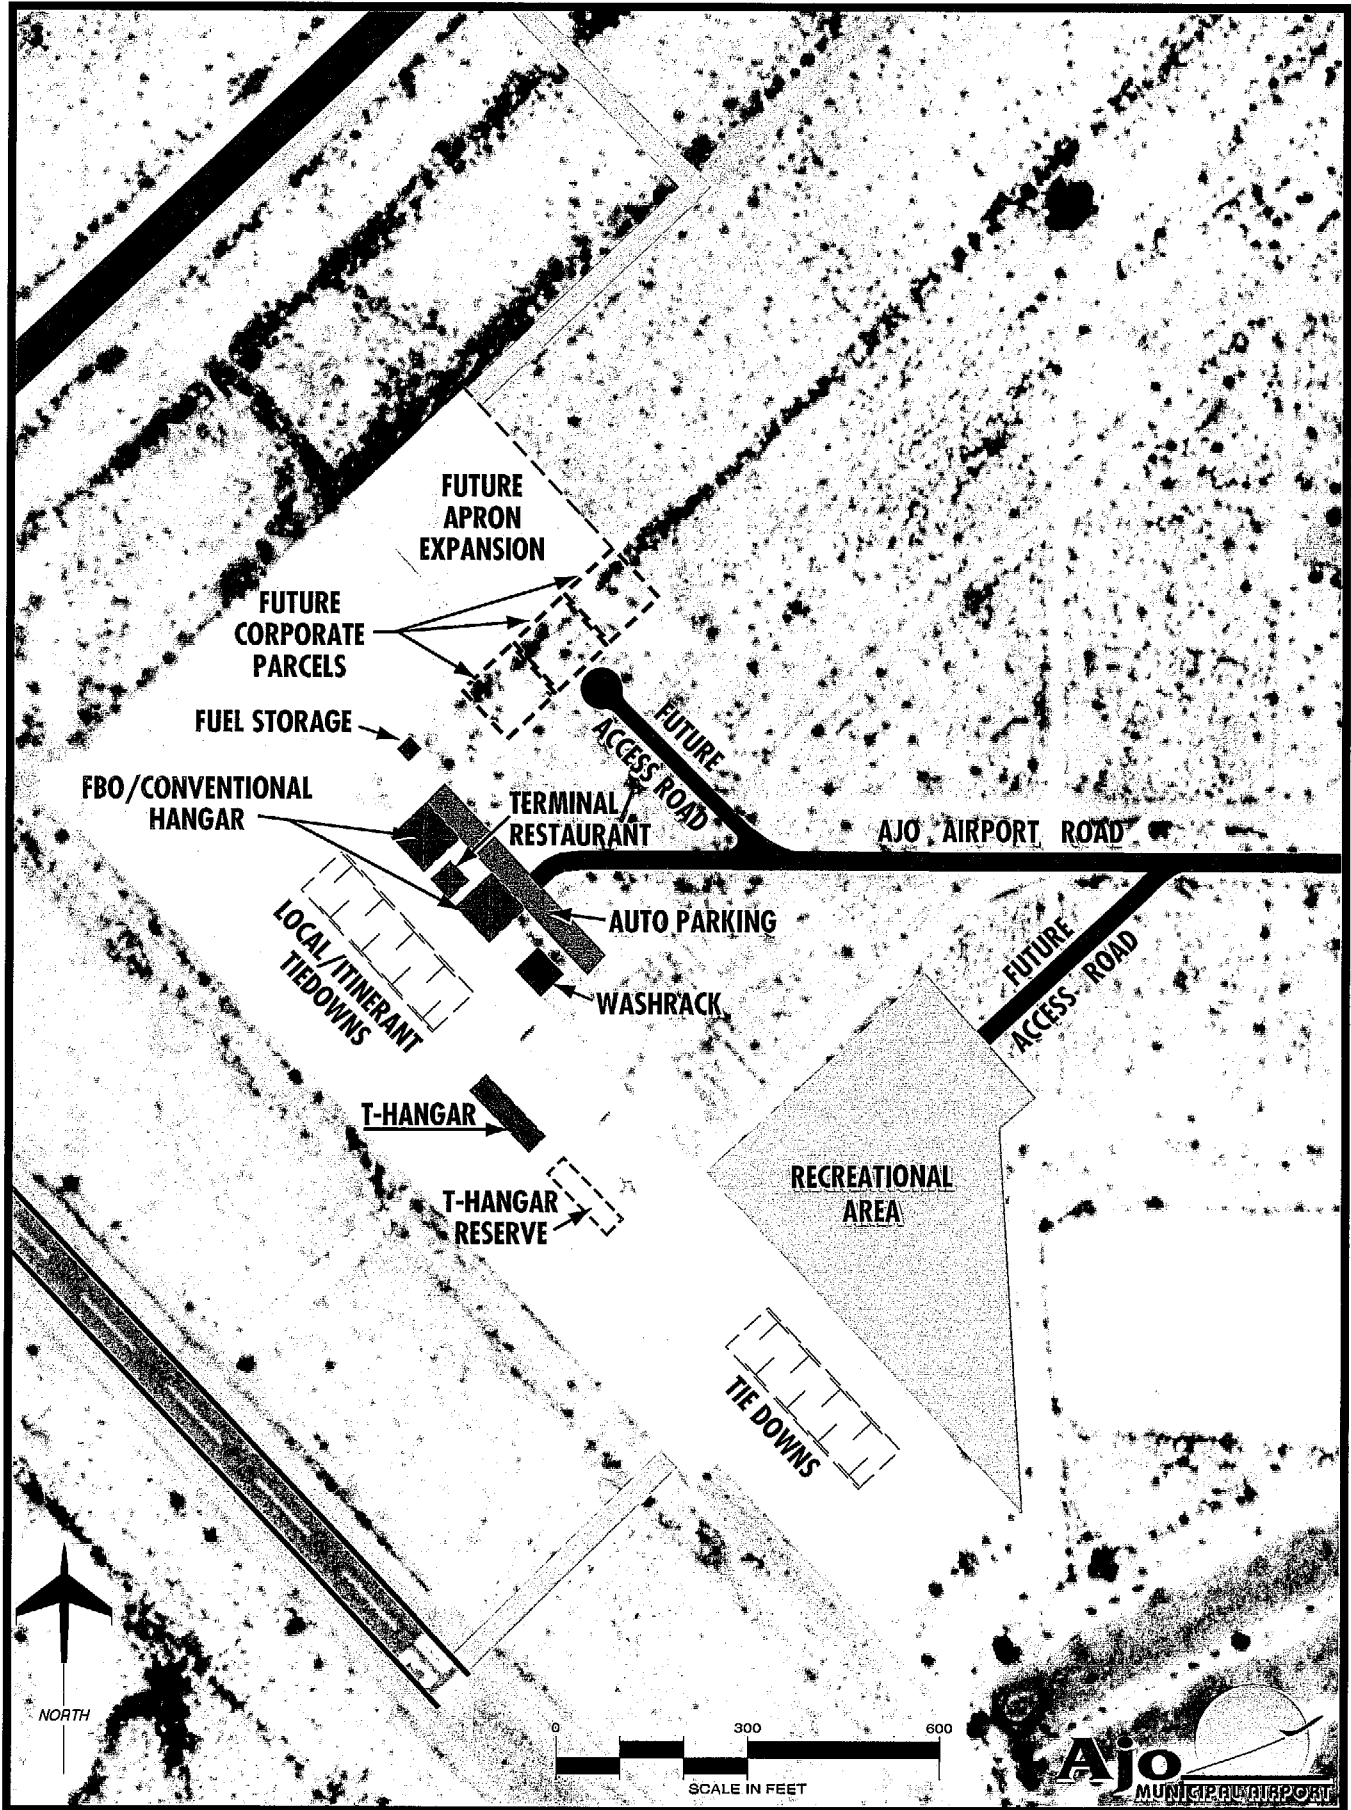 FUTURE
APRON
EXPANSION
FUTURE
CORPORATE
PARCELS
FUEL STORAGE
FUTURE
ACCESS ROAD
FBO/CONVENTIONAL
HANGAR
TERMINAL/
RESTAURANT
AJO AIRPORT ROAD
AUTO PARKING
LOCAL/ITINERANT
TIEDOWNS
FUTURE
ACCESS ROAD
WASHRACK
T-HANGAR
RECREATIONAL
AREA
T-HANGAR
RESERVE
TIE DOWNS
NORTH
0 300 600
SCALE IN FEET
Ajo
MUNICIPAL AIRPORT